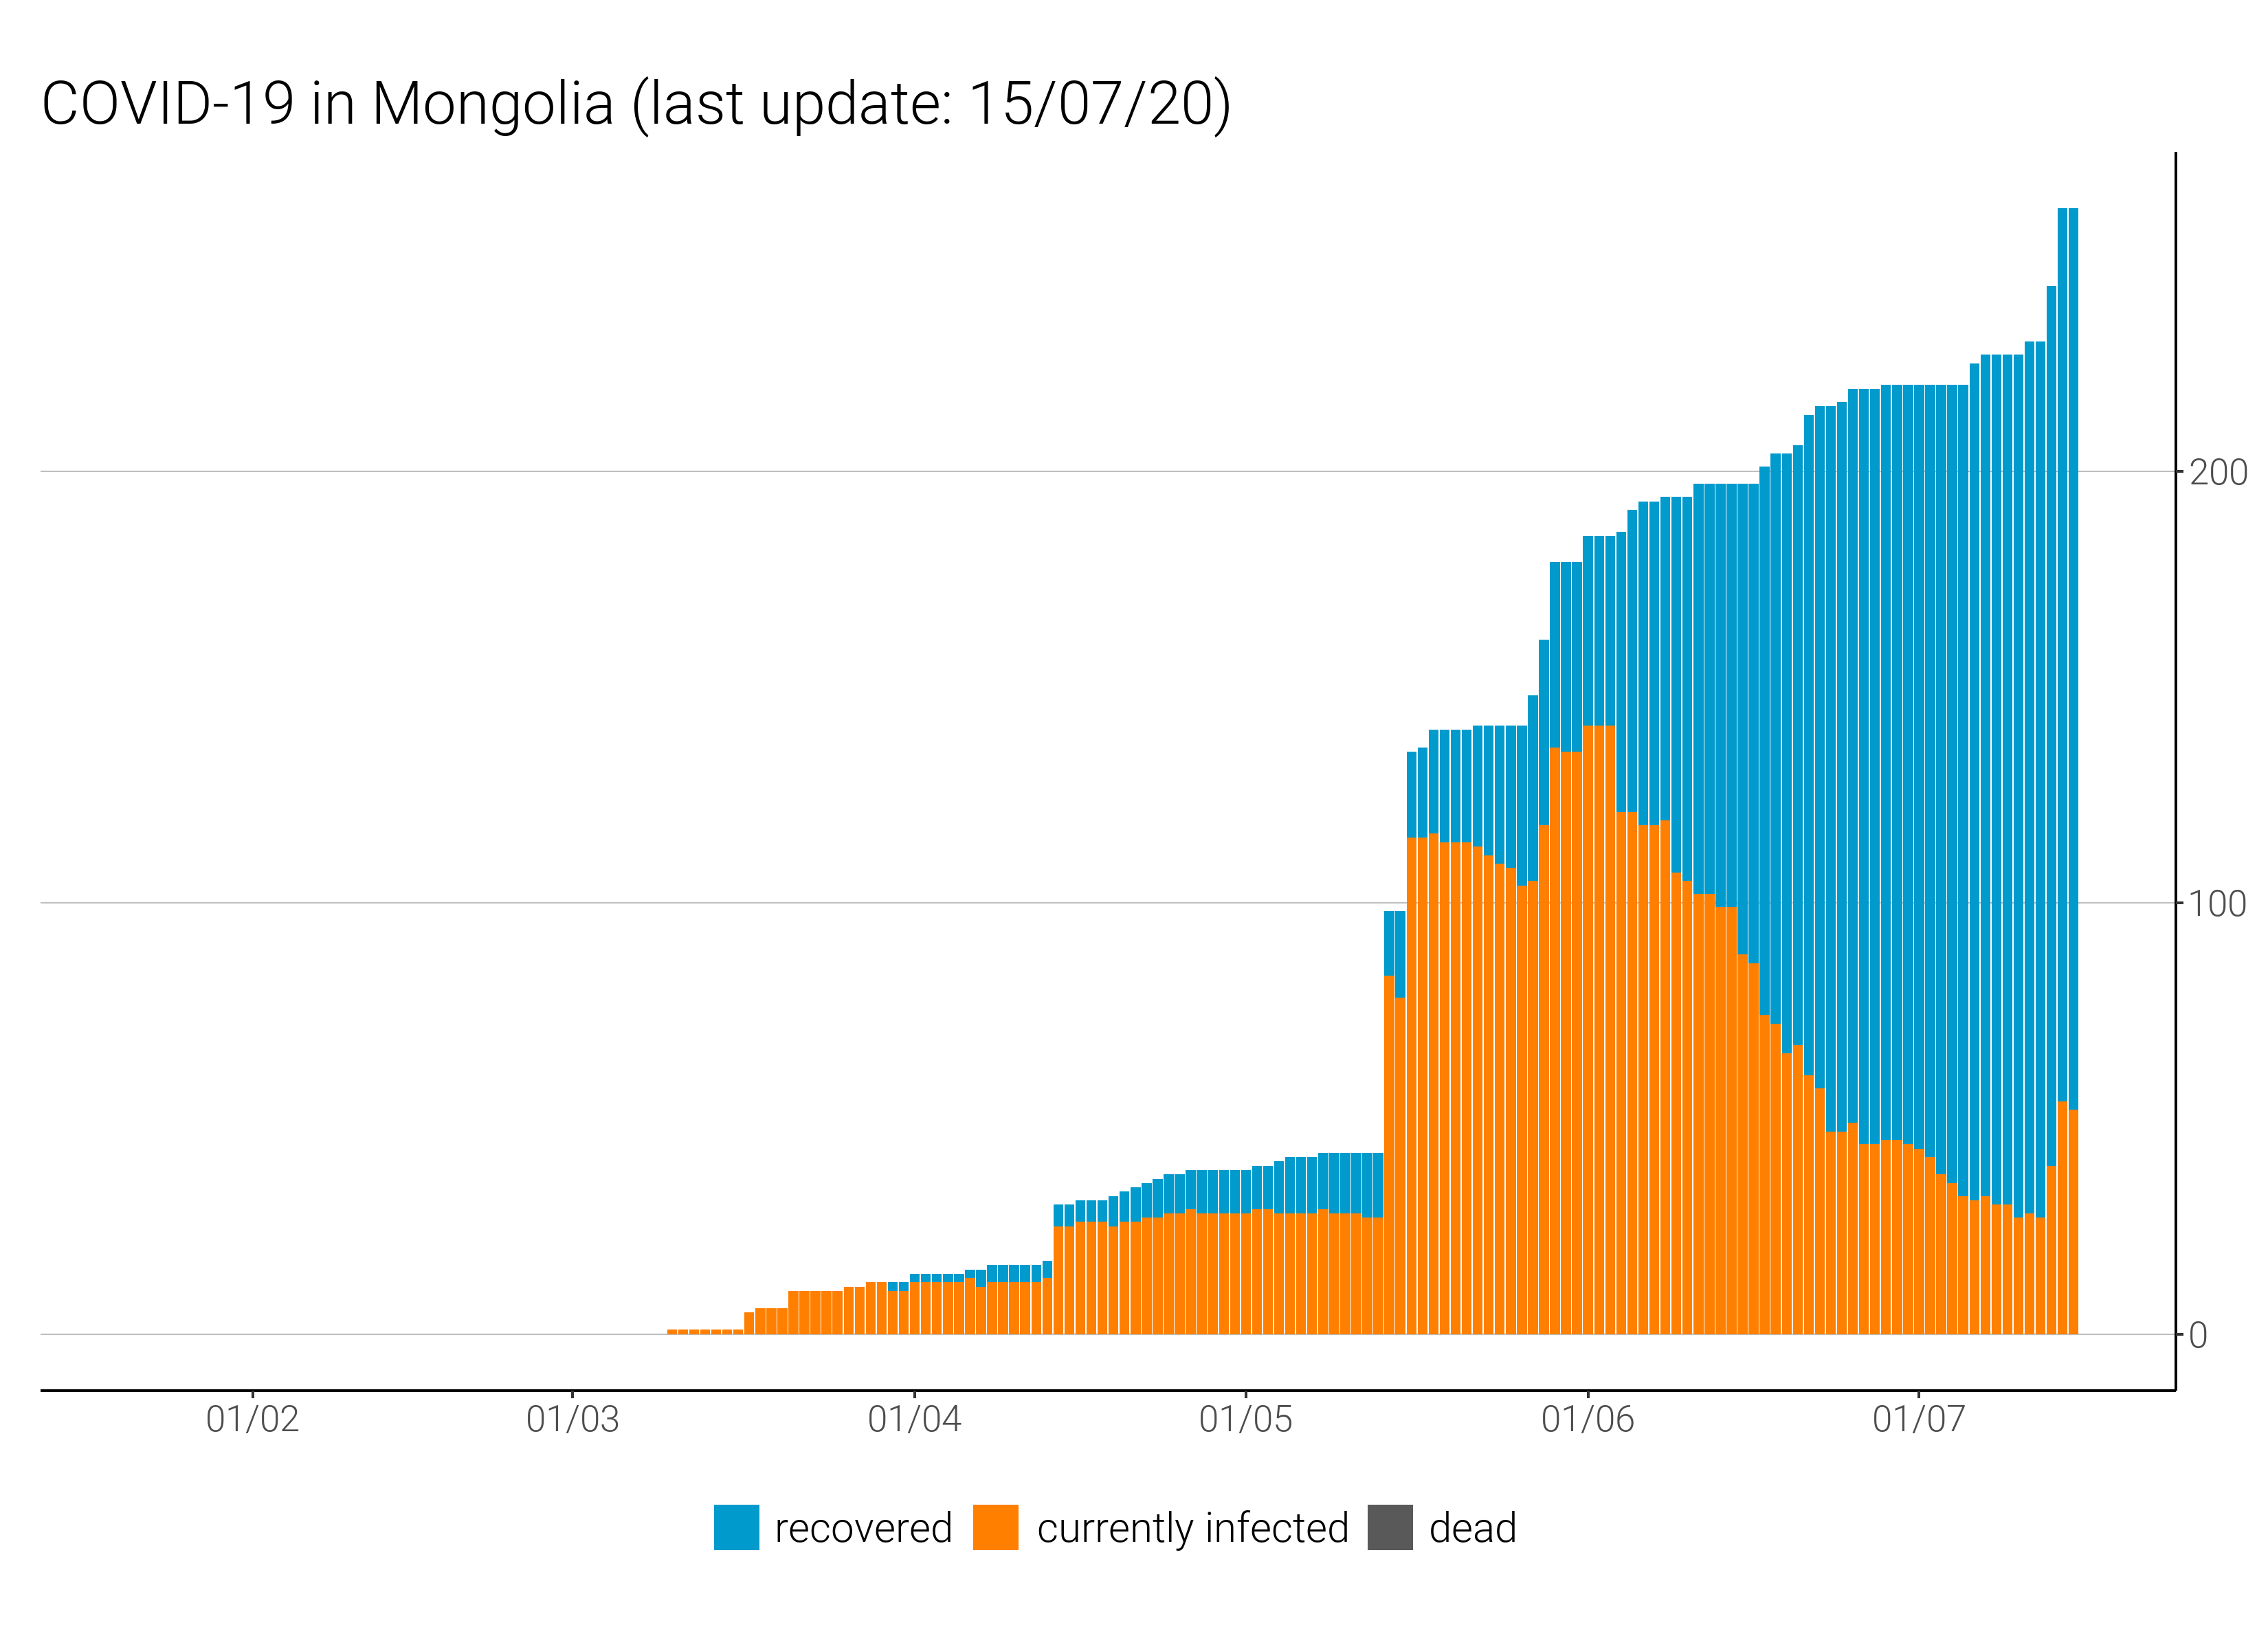 COVID-19 in Mongolia (last update: 15/07/20)
200
100
0
01/02 01/03 01/04 01/05 01/06 01/07
recovered currently infected dead